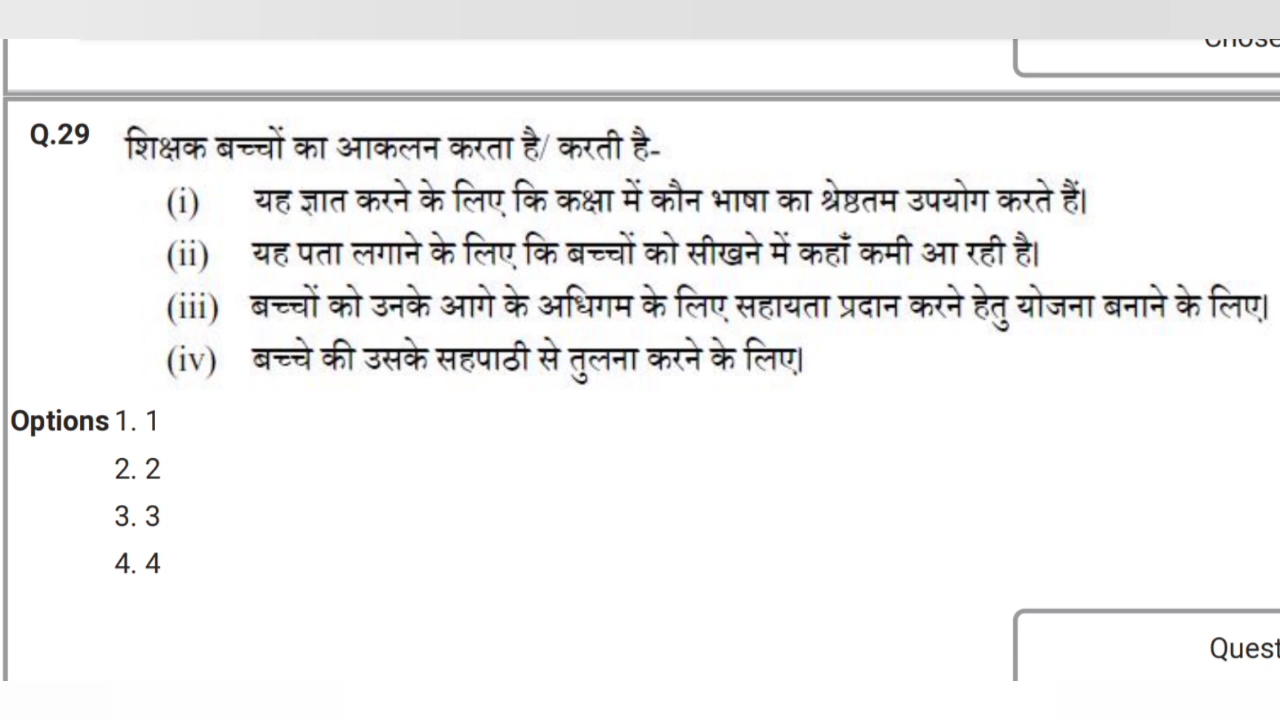 Q.29 शिक्षक बच्चों का आकलन करता है/ करती है-
(i) यह ज्ञात करने के लिए कि कक्षा में कौन भाषा का श्रेष्ठतम उपयोग करते हैं।
(ii) यह पता लगाने के लिए कि बच्चों को सीखने में कहाँ कमी आ रही है।
(iii) बच्चों को उनके आगे के अधिगम के लिए सहायता प्रदान करने हेतु योजना बनाने के लिए।
(iv) बच्चे की उसके सहपाठी से तुलना करने के लिए।
Options 1. 1
2. 2
3. 3
4. 4
Quest